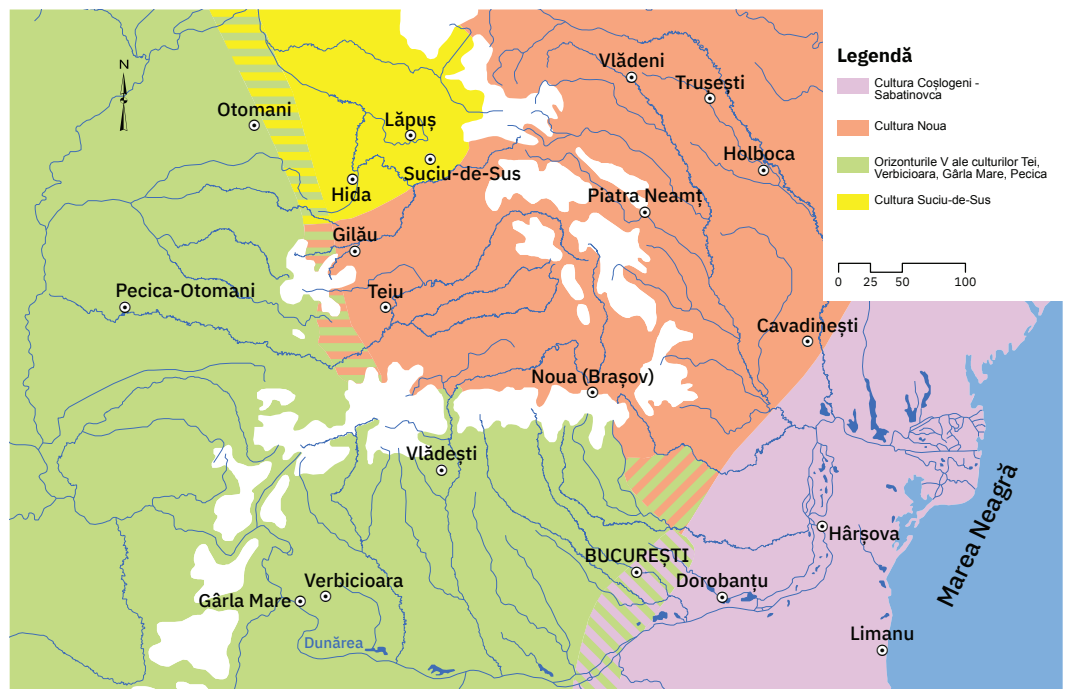 N
Otomani
Lăpuș
Suciu-de-Sus
Hida
Vlădeni
Trușești
Holboca
Piatra Neamț
Gilău
Pecica-Otomani
Teiu
Cavadinești
Noua (Brașov)
Vlădești
BUCUREȘTI
Hârșova
Dorobanțu
Verbicioara
Gârla Mare
Dunărea
Limanu
Marea Neagră
Legendă
Cultura Coșlogeni -
Sabatinovca
Cultura Noua
Orizonturile V ale culturilor Tei,
Verbicioara, Gârla Mare, Pecica
Cultura Suciu-de-Sus
0 25 50 100